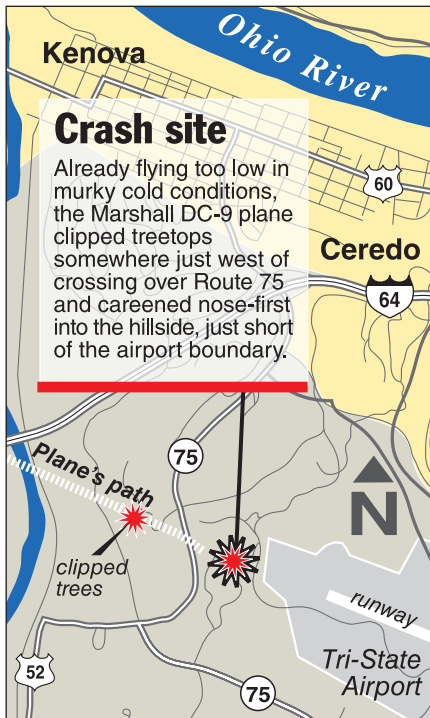 Kenova
Ohio River
Crash site
Already flying too low in
murky cold conditions,
the Marshall DC-9 plane
clipped treetops
somewhere just west of
crossing over Route 75
and careened nose-first
into the hillside, just short
of the airport boundary.
60
Ceredo
64
75
Plane's path
N
clipped
trees
runway
Tri-State
Airport
52
75